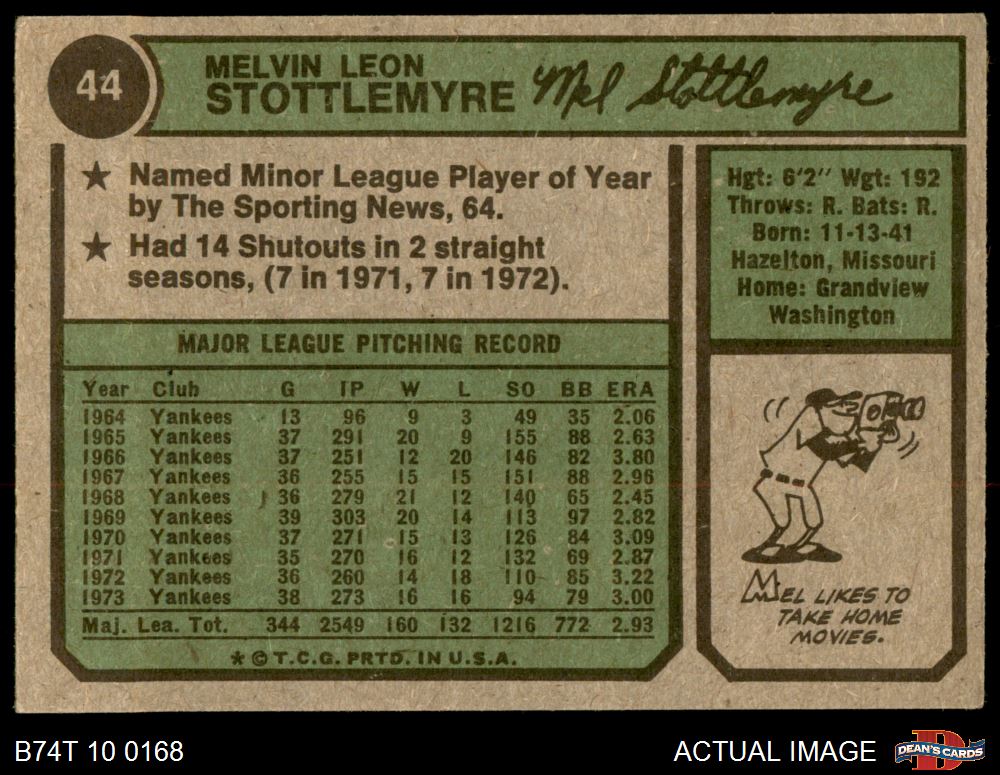 44
MELVIN LEON
STOTTLEMYRE Mel Stottlemyre
★ Named Minor League Player of Year
by The Sporting News, 64.
★ Had 14 Shutouts in 2 straight
seasons, (7 in 1971, 7 in 1972).
Hgt: 6'2" Wgt: 192
Throws: R. Bats: R.
Born: 11-13-41
Hazelton, Missouri
Home: Grandview
Washington
MAJOR LEAGUE PITCHING RECORD
Year Club G IP W L SO BB ERA
1964 Yankees 13 96 9 3 49 35 2.06
1965 Yankees 37 291 20 9 155 88 2.63
1966 Yankees 37 251 12 20 146 82 3.80
1967 Yankees 36 255 15 15 151 88 2.96
1968 Yankees 36 279 21 12 140 65 2.45
1969 Yankees 39 303 20 14 113 97 2.82
1970 Yankees 37 271 15 13 126 84 3.09
1971 Yankees 35 270 16 12 132 69 2.87
1972 Yankees 36 260 14 18 110 85 3.22
1973 Yankees 38 273 16 16 94 79 3.00
Maj. Lea. Tot. 344 2549 160 132 1216 772 2.93
★ © T.C.G. PRTD. IN U.S.A.
MEL LIKES TO
TAKE HOME
MOVIES.
B74T 10 0168
ACTUAL IMAGE
DEAN'S CARDS